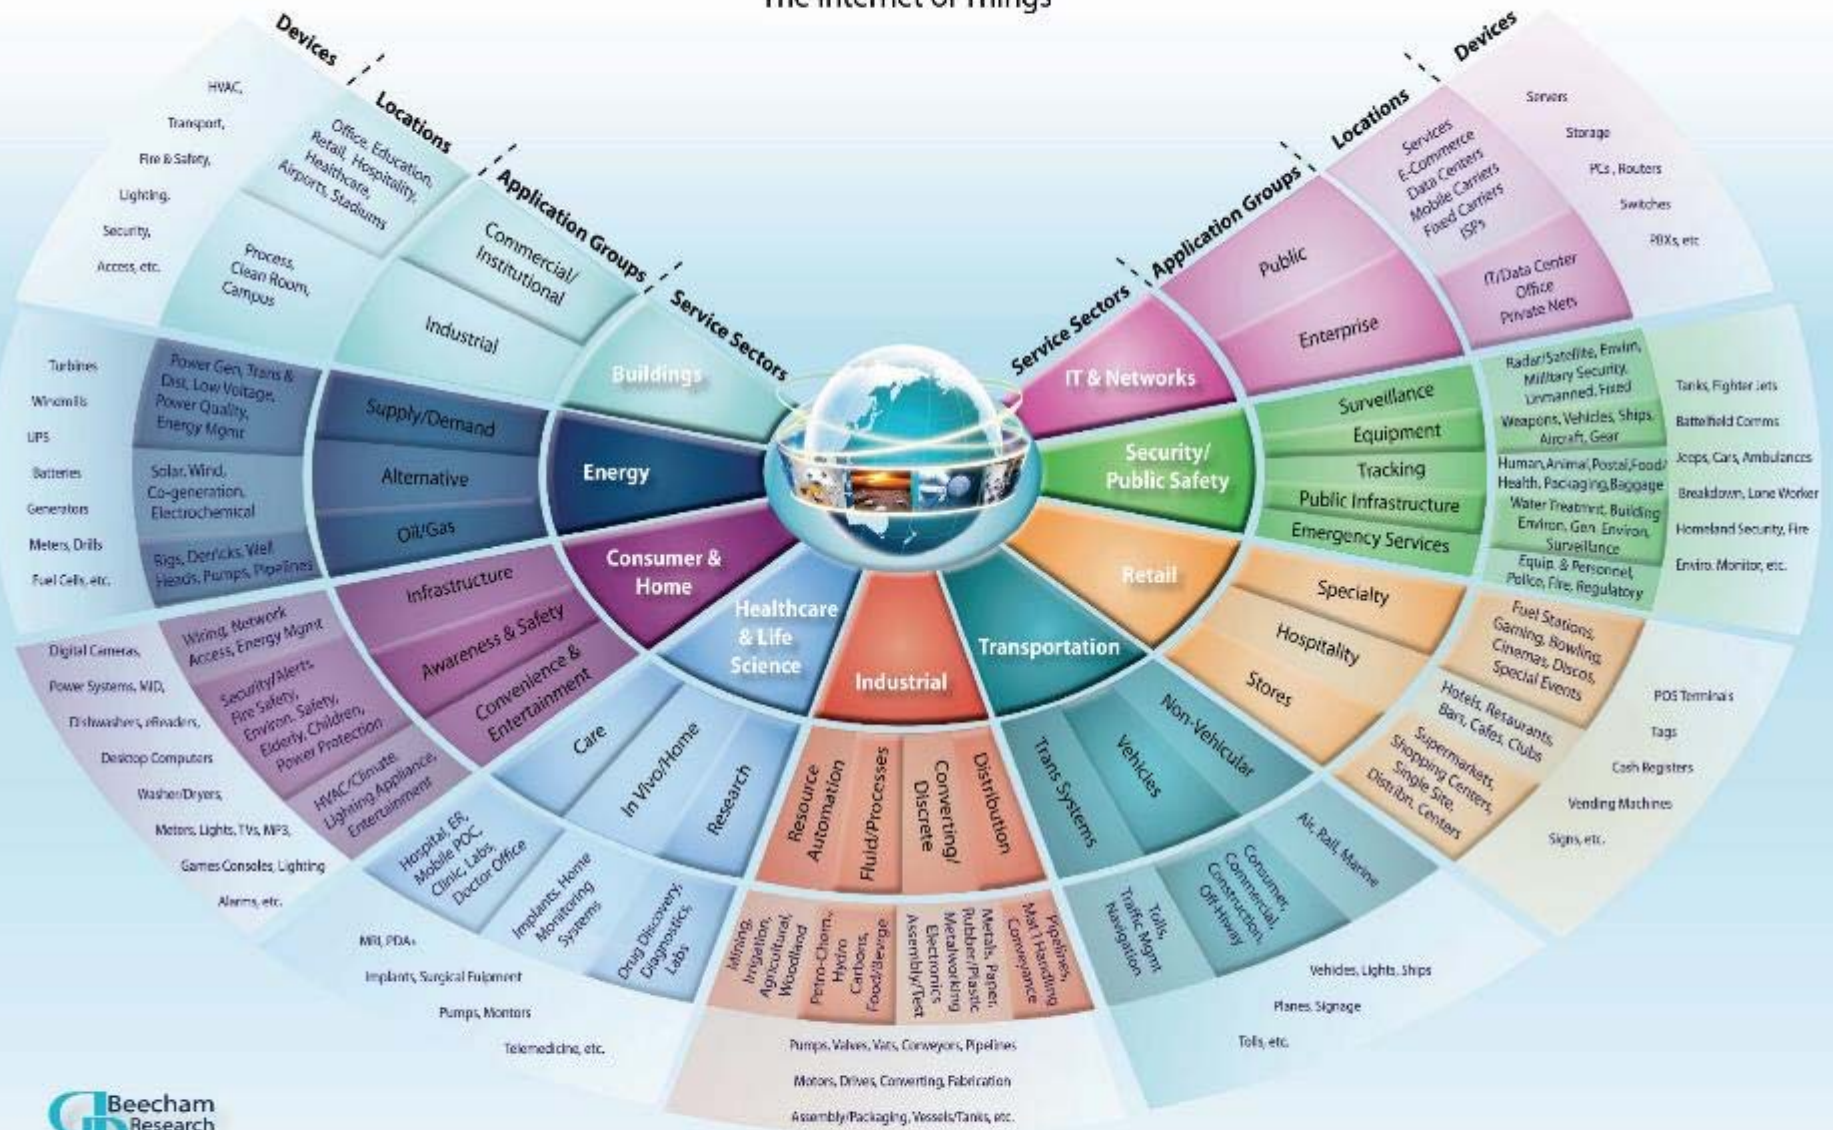 The Internet of Things
Devices
Locations
Application Groups
Service Sectors
Service Sectors
Application Groups
Locations
Devices
Buildings
Commercial/
Institutional
Industrial
Office, Education,
Retail, Hospitality,
Healthcare,
Airports, Stadiums
Process,
Clean Room,
Campus
HVAC,
Transport,
Fire & Safety,
Lighting,
Security,
Access, etc.
Energy
Supply/Demand
Alternative
Oil/Gas
Power Gen, Trans &
Dist, Low Voltage,
Power Quality,
Energy Mgmt
Solar, Wind,
Co-generation,
Electrochemical
Rigs, Derricks, Well
Heads, Pumps, Pipelines
Turbines
Windmills
UPS
Batteries
Generators
Meters, Drills
Fuel Cells, etc.
Consumer &
Home
Infrastructure
Awareness & Safety
Convenience &
Entertainment
Wiring, Network
Access, Energy Mgmt
Security/Alerts
Fire Safety,
Environ. Safety,
Elderly, Children,
Power Protection
HVAC/Climate,
Lighting, Appliance,
Entertainment
Digital Cameras,
Power Systems, MID,
Dishwashers, eReaders,
Desktop Computers
Washer/Dryers,
Meters, Lights, TVs, MP3,
Games Consoles, Lighting
Alarms, etc.
Healthcare
& Life
Science
Care
In Vivo/Home
Research
Hospital, ER,
Mobile POC,
Clinic, Labs,
Doctor Office
Implants, Home
Monitoring
Systems
Drug Discovery,
Diagnostics,
Labs
MRI, PDAs
Implants, Surgical Euipment
Pumps, Montors
Telemedicine, etc.
Industrial
Resource
Automation
Fluid/Processes
Converting/
Discrete
Distribution
Mining,
Irrigation,
Agricultural,
Woodland
Petro-Chem.,
Hydro
Carbons,
Food/Beverge
Metals, Paper,
Rubber/Plastic
Metalworking
Electronics
Assembly/Test
Pipelines,
Mat'l Handling
Conveyance
Pumps, Valves, Vats, Conveyors, Pipelines
Motors, Drives, Converting, Fabrication
Assembly/Packaging, Vessels/Tanks, etc.
Transportation
Trans Systems
Vehicles
Non-Vehicular
Tolls,
Traffic Mgmt
Navigation
Consumer,
Commercial,
Construction,
Off-Hway
Air, Rail, Marine
Vehicles, Lights, Ships
Planes, Signage
Tolls, etc.
Retail
Specialty
Hospitality
Stores
Fuel Stations,
Gaming, Bowling,
Cinemas, Discos,
Special Events
Hotels, Resaurants,
Bars, Cafes, Clubs
Supermarkets,
Shopping Centers,
Single Site,
Distribn. Centers
POS Terminals
Tags
Cash Registers
Vending Machines
Signs, etc.
Security/
Public Safety
Surveillance
Equipment
Tracking
Public Infrastructure
Emergency Services
Radar/Satellite, Envirn,
Military Security,
Unmanned, Fixed
Weapons, Vehicles, Ships,
Aircraft, Gear
Human, Animal, Postal, Food/
Health, Packaging, Baggage
Water Treatmnt, Building
Environ. Gen. Environ,
Surveillance
Equip. & Personnel,
Police, Fire, Regulatory
Tanks, Fighter Jets
Battelfield Comms
Jeeps, Cars, Ambulances
Breakdown, Lone Worker
Homeland Security, Fire
Enviro. Monitor, etc.
IT & Networks
Public
Enterprise
Services
E-Commerce
Data Centers
Mobile Carriers
Fixed Carriers
ISPs
IT/Data Center
Office
Private Nets
Servers
Storage
PCs, Routers
Switches
PBXs, etc
Beecham
Research